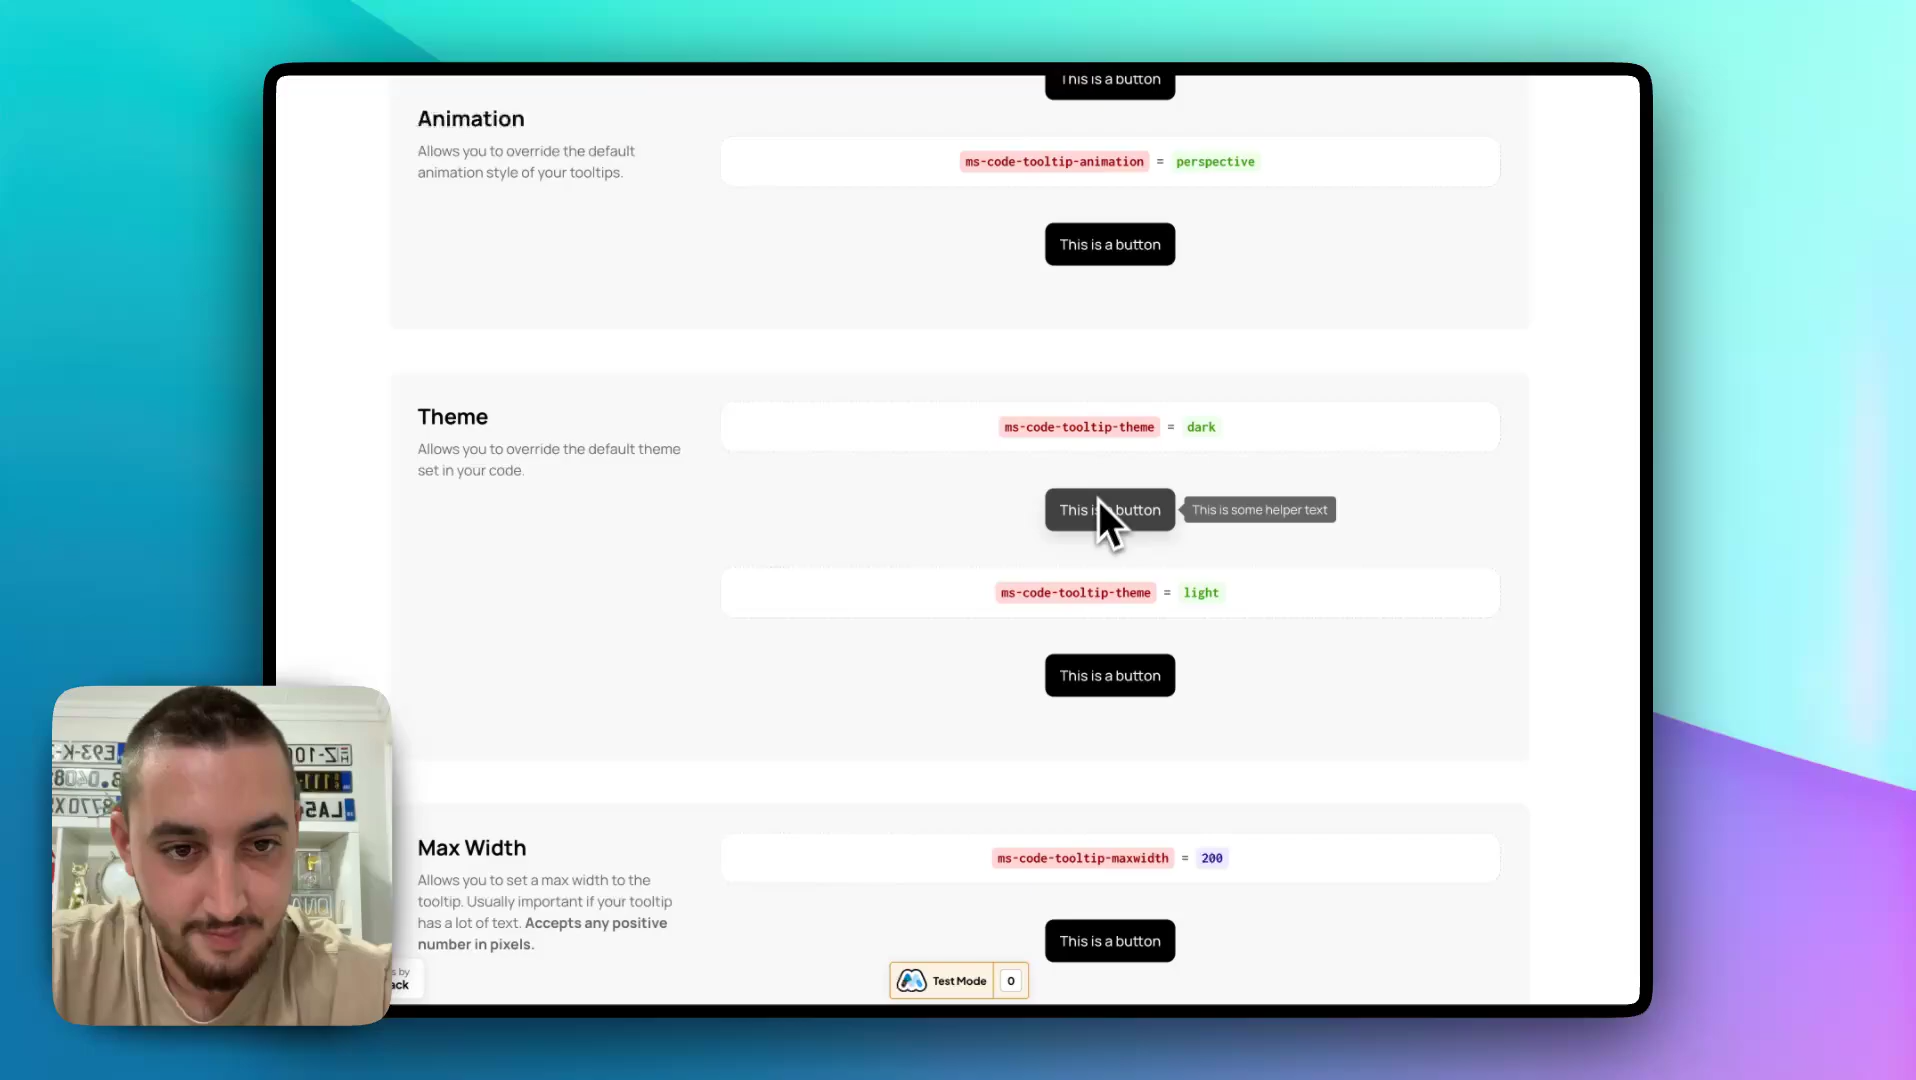 This is a button
Animation
Allows you to override the default
animation style of your tooltips.
ms-code-tooltip-animation = perspective
This is a button
Theme
Allows you to override the default theme
set in your code.
ms-code-tooltip-theme = dark
This is button
This is some helper text
ms-code-tooltip-theme = light
This is a button
Max Width
Allows you to set a max width to the
tooltip. Usually important if your tooltip
has a lot of text. Accepts any positive
number in pixels.
ms-code-tooltip-maxwidth = 200
This is a button
s by
ack
Test Mode 0